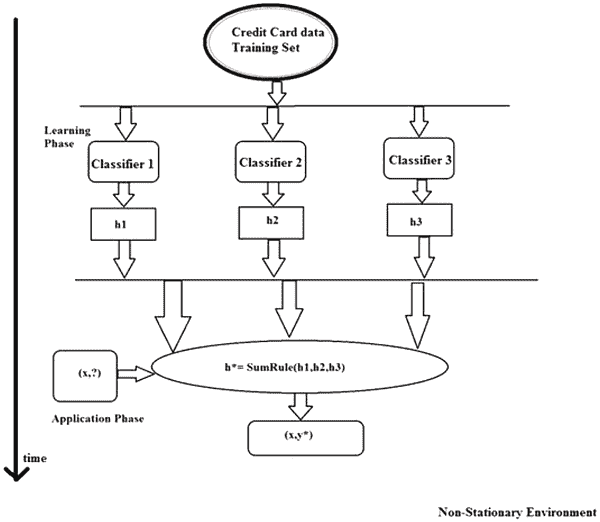 Credit Card data
Training Set
Learning
Phase
Classifier 1
Classifier 2
Classifier 3
h1
h2
h3
(x,?)
h*= SumRule(h1,h2,h3)
Application Phase
(x,y*)
time
Non-Stationary Environment